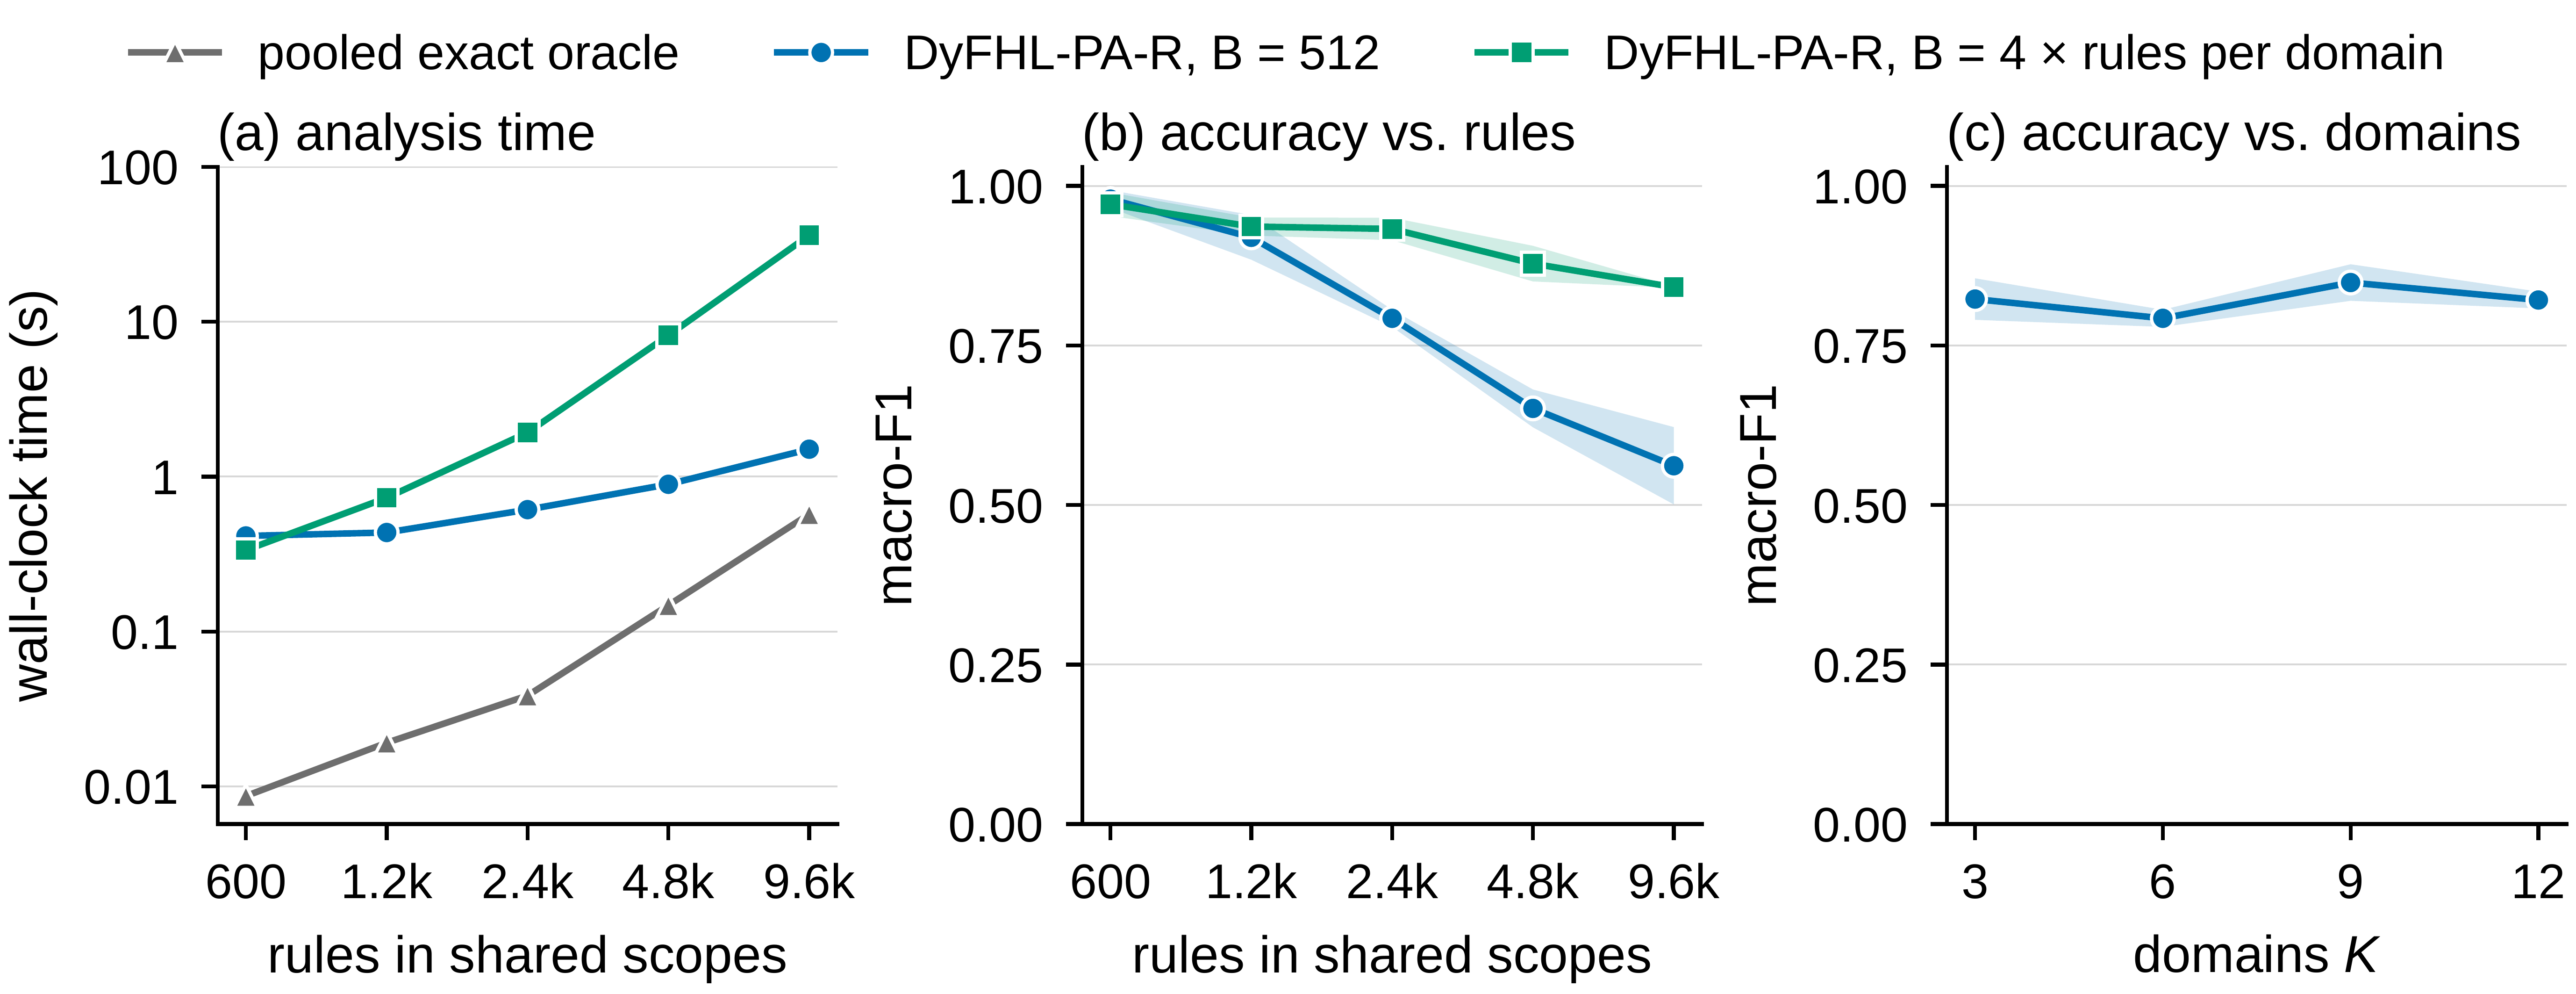 pooled exact oracle
DyFHL-PA-R, B = 512
DyFHL-PA-R, B = 4 × rules per domain
(a) analysis time
wall-clock time (s)
100
10
1
0.1
0.01
600 1.2k 2.4k 4.8k 9.6k
rules in shared scopes
(b) accuracy vs. rules
macro-F1
1.00
0.75
0.50
0.25
0.00
600 1.2k 2.4k 4.8k 9.6k
rules in shared scopes
(c) accuracy vs. domains
macro-F1
1.00
0.75
0.50
0.25
0.00
3 6 9 12
domains K